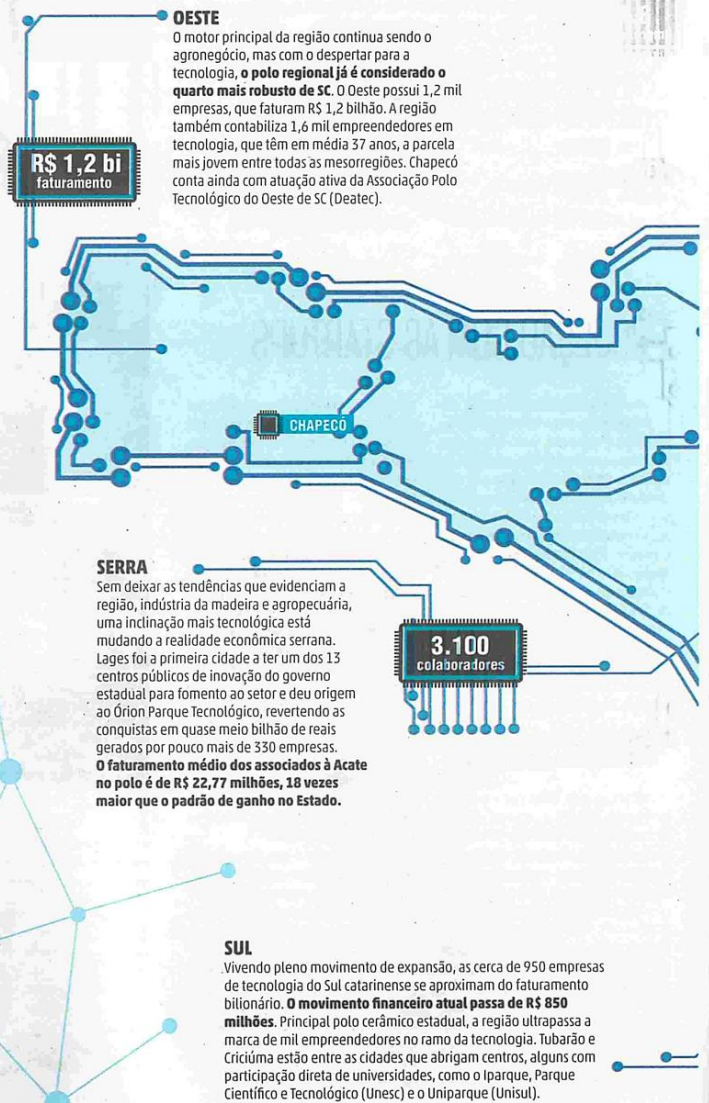 OESTE
O motor principal da região continua sendo o
agronegócio, mas com o despertar para a
tecnologia, o polo regional já é considerado o
quarto mais robusto de SC. O Oeste possui 1,2 mil
empresas, que faturam R$ 1,2 bilhão. A região
também contabiliza 1,6 mil empreendedores em
tecnologia, que têm em média 37 anos, a parcela
mais jovem entre todas as mesorregiões. Chapecó
conta ainda com atuação ativa da Associação Polo
Tecnológico do Oeste de SC (Deatec).
R$ 1,2 bi
faturamento
CHAPECÓ
SERRA
Sem deixar as tendências que evidenciam a
região, indústria da madeira e agropecuária,
uma inclinação mais tecnológica está
mudando a realidade econômica serrana.
Lages foi a primeira cidade a ter um dos 13
centros públicos de inovação do governo
estadual para fomento ao setor e deu origem
ao Órion Parque Tecnológico, revertendo as
conquistas em quase meio bilhão de reais
gerados por pouco mais de 330 empresas.
O faturamento médio dos associados à Acate
no polo é de R$ 22,77 milhões, 18 vezes
maior que o padrão de ganho no Estado.
3.100
colaboradores
SUL
Vivendo pleno movimento de expansão, as cerca de 950 empresas
de tecnologia do Sul catarinense se aproximam do faturamento
bilionário. O movimento financeiro atual passa de R$ 850
milhões. Principal polo cerâmico estadual, a região ultrapassa a
marca de mil empreendedores no ramo da tecnologia. Tubarão e
Criciúma estão entre as cidades que abrigam centros, alguns com
participação direta de universidades, como o Iparque, Parque
Científico e Tecnológico (Unesc) e o Uniparque (Unisul).